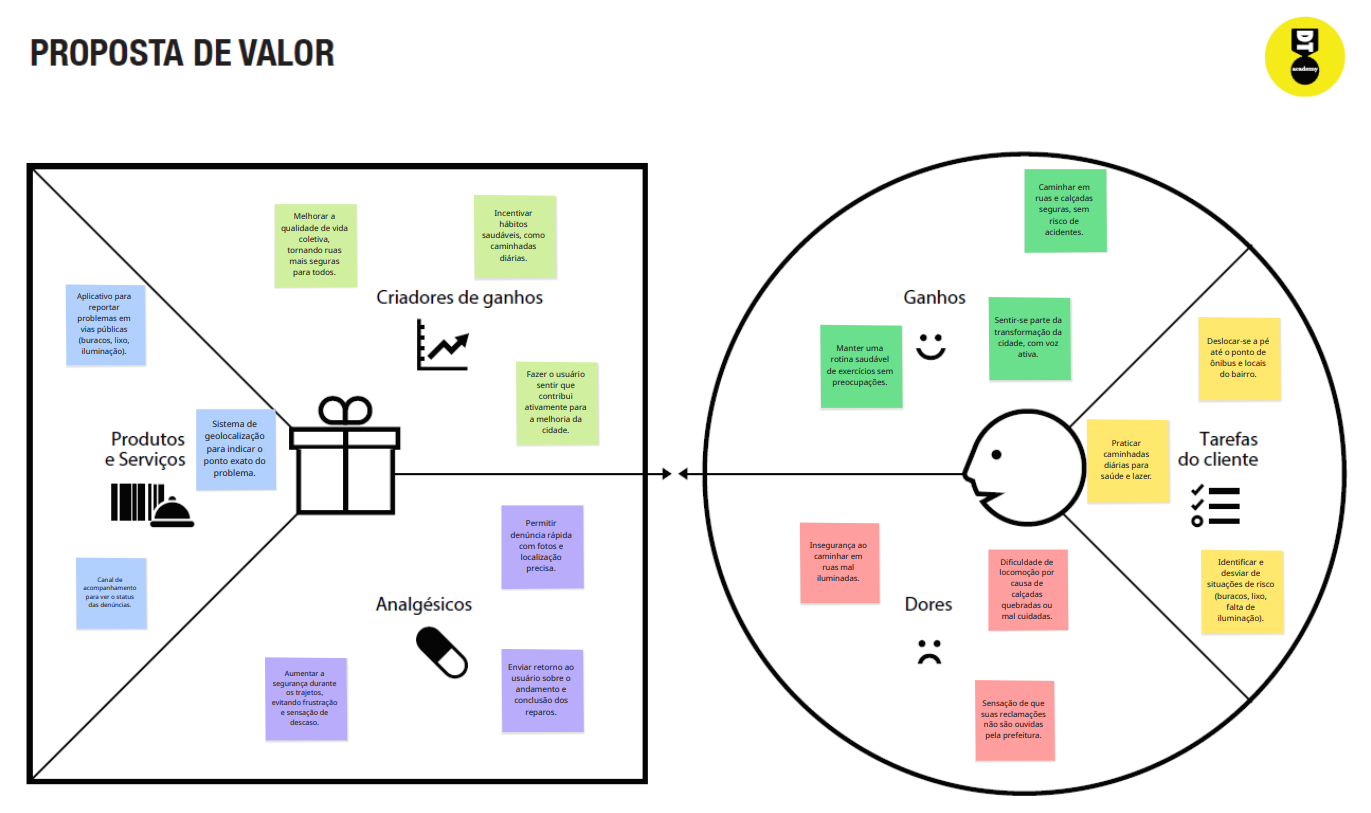 PROPOSTA DE VALOR
DT
academy
Melhorar a
qualidade de vida
coletiva,
tornando ruas
mais seguras
para todos.
Incentivar
hábitos
saudáveis, como
caminhadas
diárias.
Criadores de ganhos
Fazer o usuário
sentir que
contribui
ativamente para
a melhoria da
cidade.
Aplicativo para
reportar
problemas em
vias públicas
(buracos, lixo,
iluminação).
Sistema de
geolocalização
para indicar o
ponto exato do
problema.
Produtos
e Serviços
Canal de
acompanhamento
para ver o status
das denúncias.
Permitir
denúncia rápida
com fotos e
localização
precisa.
Analgésicos
Aumentar a
segurança durante
os trajetos,
evitando frustração
e sensação de
descaso.
Enviar retorno ao
usuário sobre o
andamento e
conclusão dos
reparos.
Caminhar em
ruas e calçadas
seguras, sem
risco de
acidentes.
Ganhos
Sentir-se parte da
transformação da
cidade, com voz
ativa.
Manter uma
rotina saudável
de exercícios sem
preocupações.
Deslocar-se a pé
até o ponto de
ônibus e locais
do bairro.
Praticar
caminhadas
diárias para
saúde e lazer.
Tarefas
do cliente
Identificar e
desviar de
situações de risco
(buracos, lixo,
falta de
iluminação).
Insegurança ao
caminhar em
ruas mal
iluminadas.
Dores
Dificuldade de
locomoção por
causa de
calçadas
quebradas ou
mal cuidadas.
Sensação de que
suas reclamações
não são ouvidas
pela prefeitura.